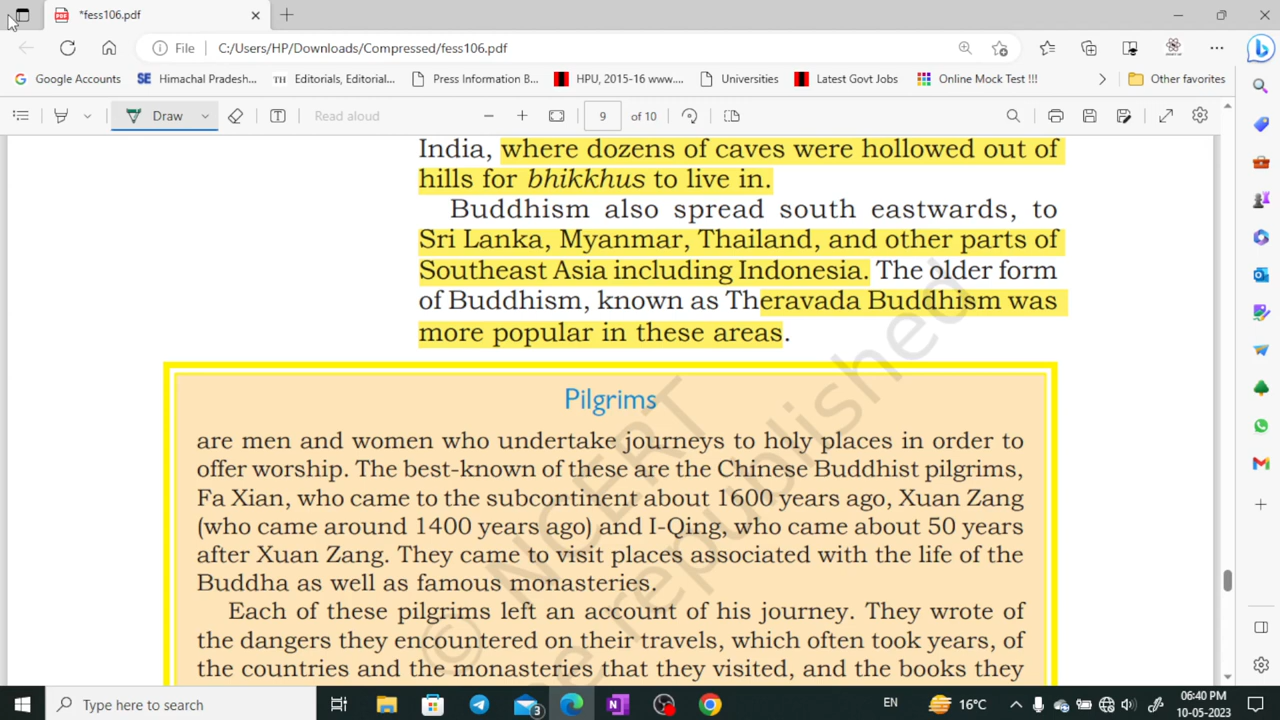 *fess106.pdf
File
C:/Users/HP/Downloads/Compressed/fess106.pdf
Google Accounts
SE Himachal Pradesh...
TH Editorials, Editorial...
Press Information B...
HPU, 2015-16 www....
Universities
Latest Govt Jobs
Online Mock Test !!!
Other favorites
Draw
Read aloud
9 of 10
India, where dozens of caves were hollowed out of
hills for bhikkhus to live in.
Buddhism also spread south eastwards, to
Sri Lanka, Myanmar, Thailand, and other parts of
Southeast Asia including Indonesia. The older form
of Buddhism, known as Theravada Buddhism was
more popular in these areas.
Pilgrims
are men and women who undertake journeys to holy places in order to
offer worship. The best-known of these are the Chinese Buddhist pilgrims,
Fa Xian, who came to the subcontinent about 1600 years ago, Xuan Zang
(who came around 1400 years ago) and I-Qing, who came about 50 years
after Xuan Zang. They came to visit places associated with the life of the
Buddha as well as famous monasteries.
Each of these pilgrims left an account of his journey. They wrote of
the dangers they encountered on their travels, which often took years, of
the countries and the monasteries that they visited, and the books they
© NCERT
republished
Type here to search
3
EN
16°C
06:40 PM
10-05-2023